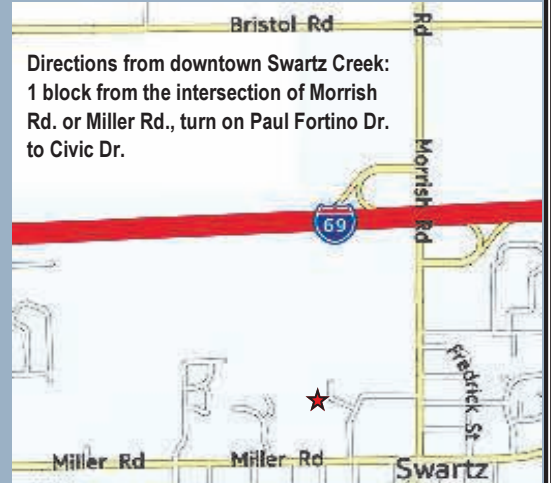 Bristol Rd
Rd
Directions from downtown Swartz Creek:
1 block from the intersection of Morrish
Rd. or Miller Rd., turn on Paul Fortino Dr.
to Civic Dr.
Morrish Rd
69
Fredrick St
Miller Rd
Miller Rd
Swartz